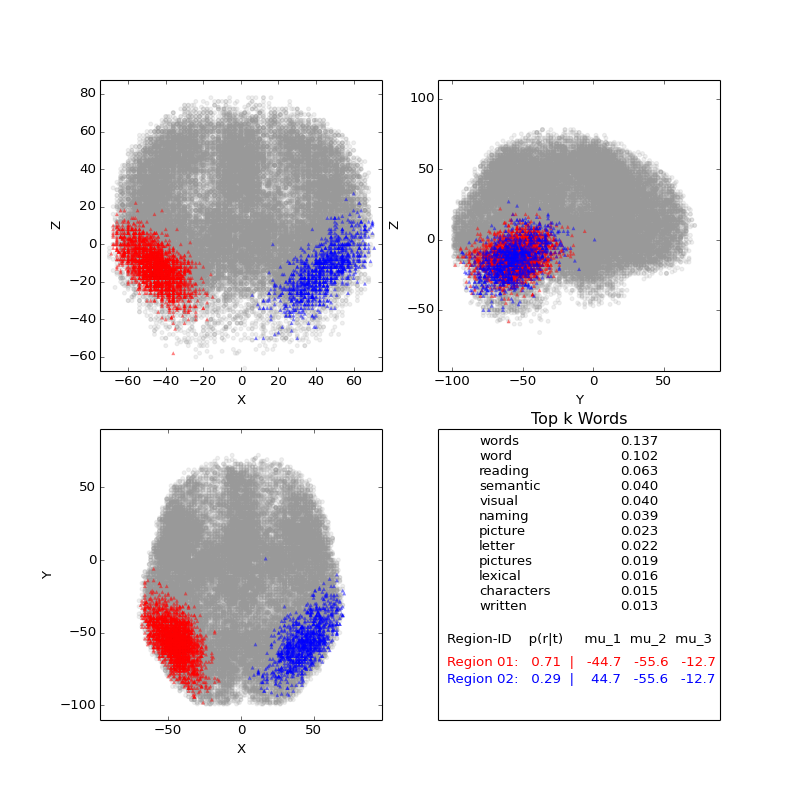 80
60
40
20
0
−20
−40
−60
Z
−60 −40 −20 0 20 40 60
X
100
50
0
−50
Z
−100 −50 0 50
Y
50
0
−50
−100
Y
−50 0 50
X
Top k Words
words 0.137
word 0.102
reading 0.063
semantic 0.040
visual 0.040
naming 0.039
picture 0.023
letter 0.022
pictures 0.019
lexical 0.016
characters 0.015
written 0.013
Region-ID p(r|t) mu_1 mu_2 mu_3
Region 01: 0.71 | -44.7 -55.6 -12.7
Region 02: 0.29 | 44.7 -55.6 -12.7